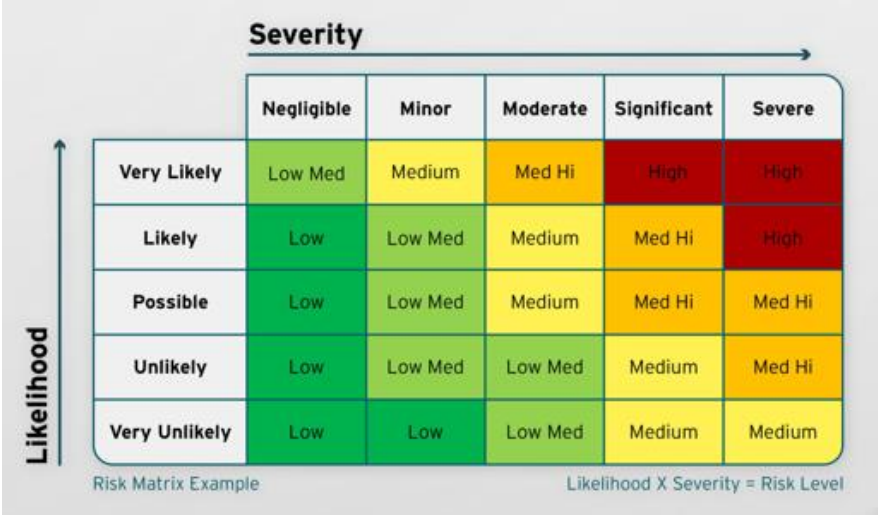 Severity
Negligible Minor Moderate Significant Severe
Very Likely Low Med Medium Med Hi High High
Likely Low Low Med Medium Med Hi High
Possible Low Low Med Medium Med Hi Med Hi
Unlikely Low Low Med Low Med Medium Med Hi
Very Unlikely Low Low Low Med Medium Medium
Likelihood
Risk Matrix Example Likelihood X Severity = Risk Level